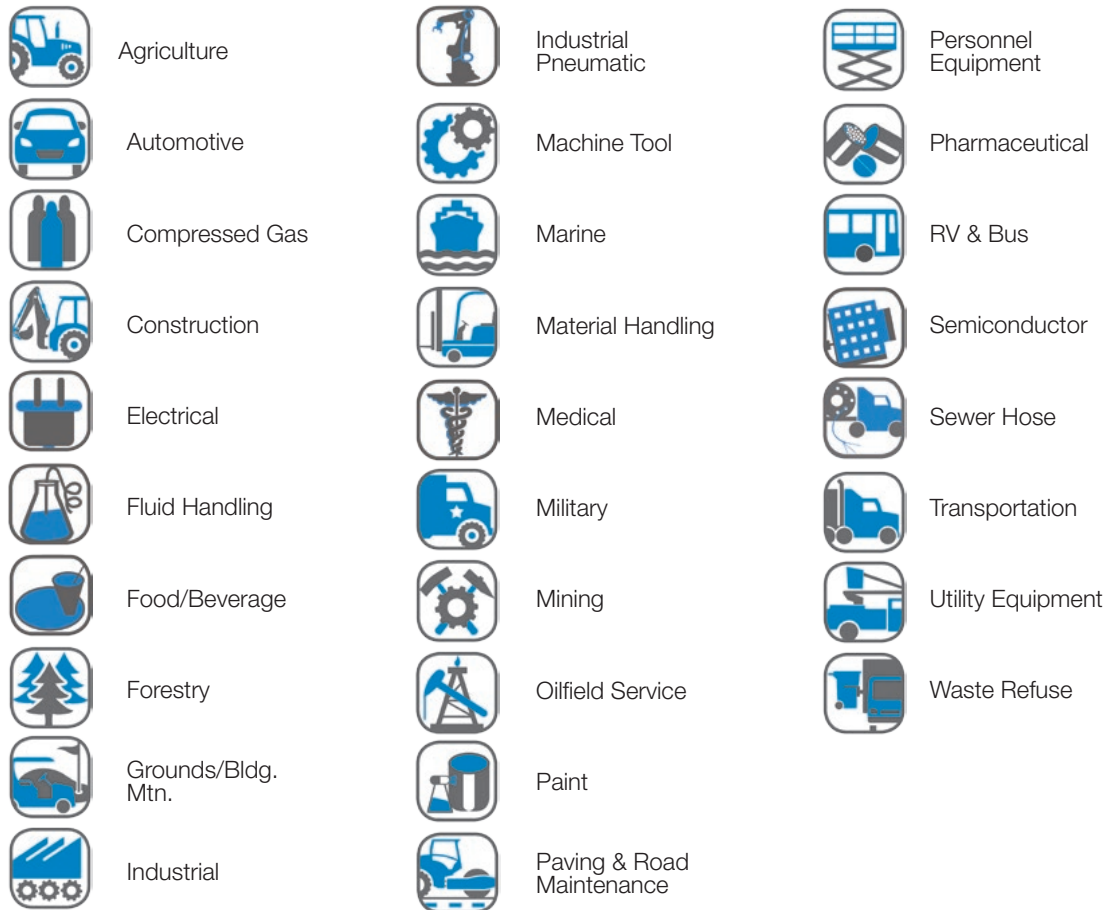 Agriculture
Automotive
Compressed Gas
Construction
Electrical
Fluid Handling
Food/Beverage
Forestry
Grounds/Bldg.
Mtn.
Industrial
Industrial
Pneumatic
Machine Tool
Marine
Material Handling
Medical
Military
Mining
Oilfield Service
Paint
Paving & Road
Maintenance
Personnel
Equipment
Pharmaceutical
RV & Bus
Semiconductor
Sewer Hose
Transportation
Utility Equipment
Waste Refuse